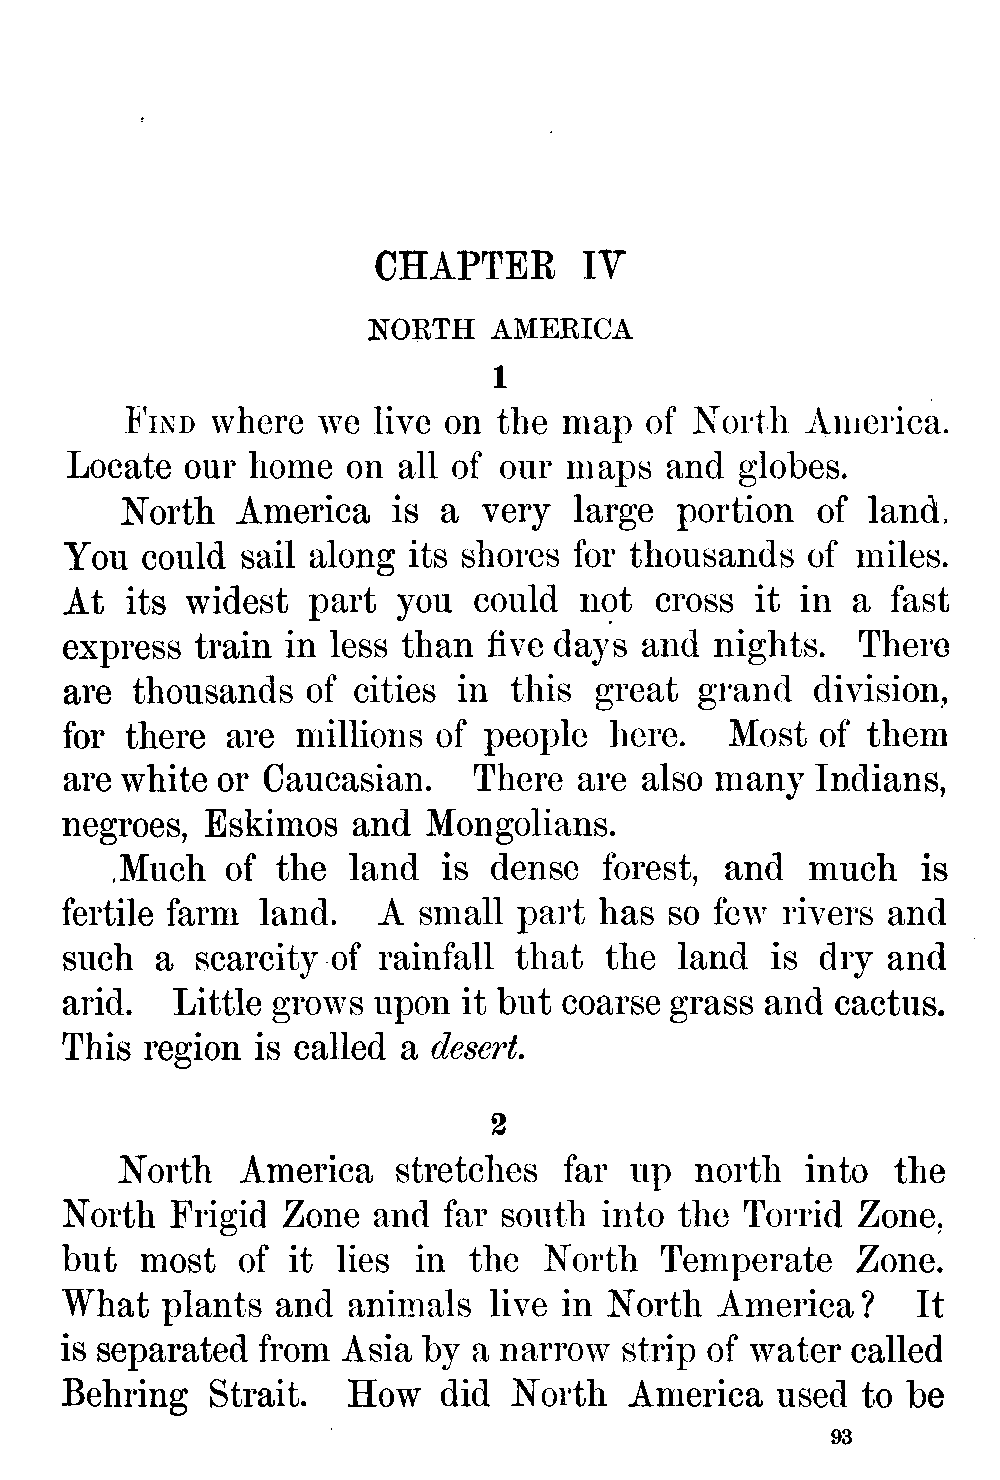 CHAPTER IV
NORTH AMERICA
1
FIND where we live on the map of North America.
Locate our home on all of our maps and globes.
North America is a very large portion of land.
You could sail along its shores for thousands of miles.
At its widest part you could not cross it in a fast
express train in less than five days and nights. There
are thousands of cities in this great grand division,
for there are millions of people here. Most of them
are white or Caucasian. There are also many Indians,
negroes, Eskimos and Mongolians.
Much of the land is dense forest, and much is
fertile farm land. A small part has so few rivers and
such a scarcity of rainfall that the land is dry and
arid. Little grows upon it but coarse grass and cactus.
This region is called a desert.
2
North America stretches far up north into the
North Frigid Zone and far south into the Torrid Zone,
but most of it lies in the North Temperate Zone.
What plants and animals live in North America? It
is separated from Asia by a narrow strip of water called
Behring Strait. How did North America used to be
93